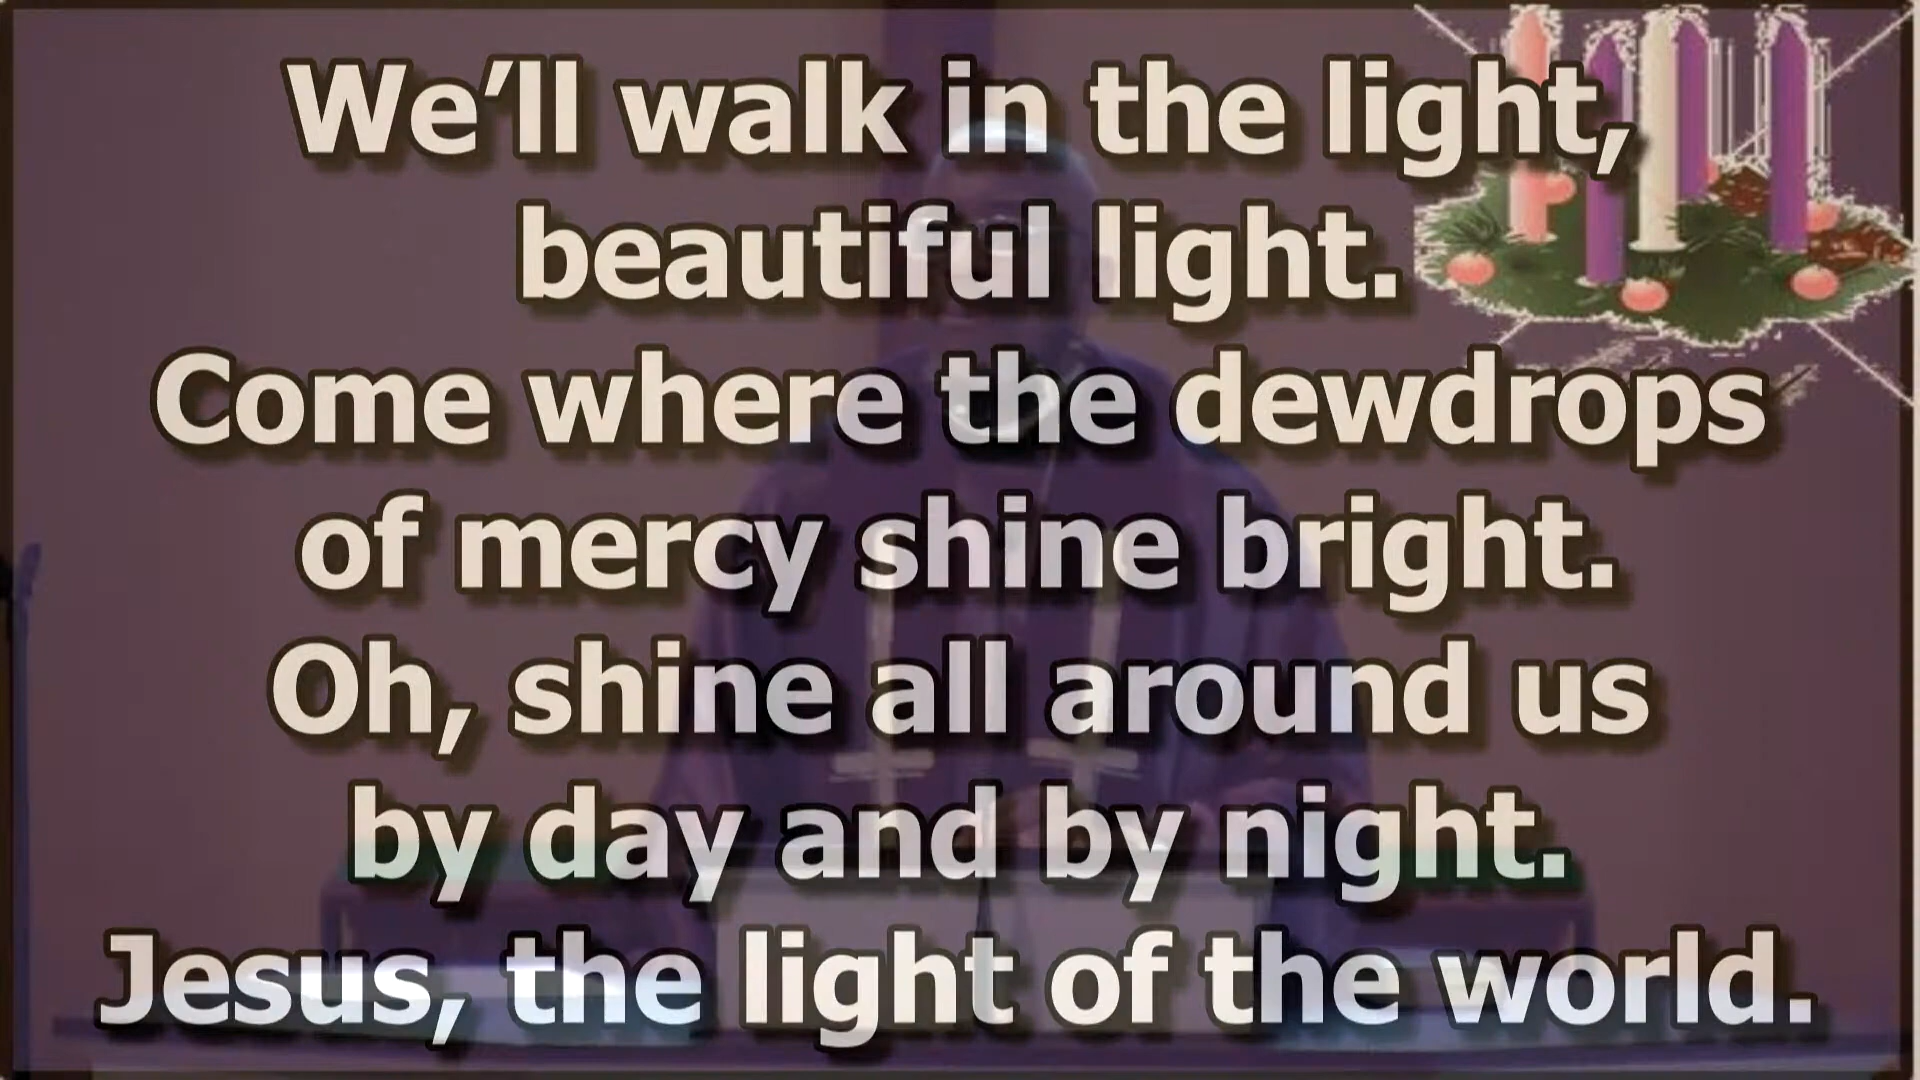 We’ll walk in the light,
beautiful light.
Come where the dewdrops
of mercy shine bright.
Oh, shine all around us
by day and by night.
Jesus, the light of the world.